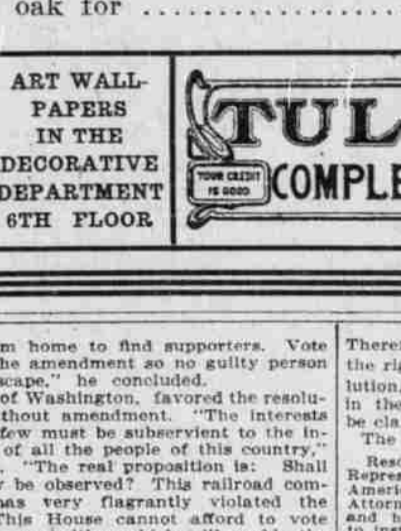 oak for ..................
ART WALL-
PAPERS
IN THE
DECORATIVE
DEPARTMENT
6TH FLOOR
TUL
YOUR CREDIT
IS GOOD
COMPLE
m home to find supporters. Vote
he amendment so no guilty person
scape," he concluded.
of Washington, favored the resolu-
thout amendment. "The interests
few must be subservient to the in-
of all the people of this country,"
. "The real proposition is: Shall
y be observed? This railroad com-
has very flagrantly violated the
This House cannot afford to vote
There
the rig
lution,
in the
be cla
The
Reso
Repres
Americ
Attorn
and h